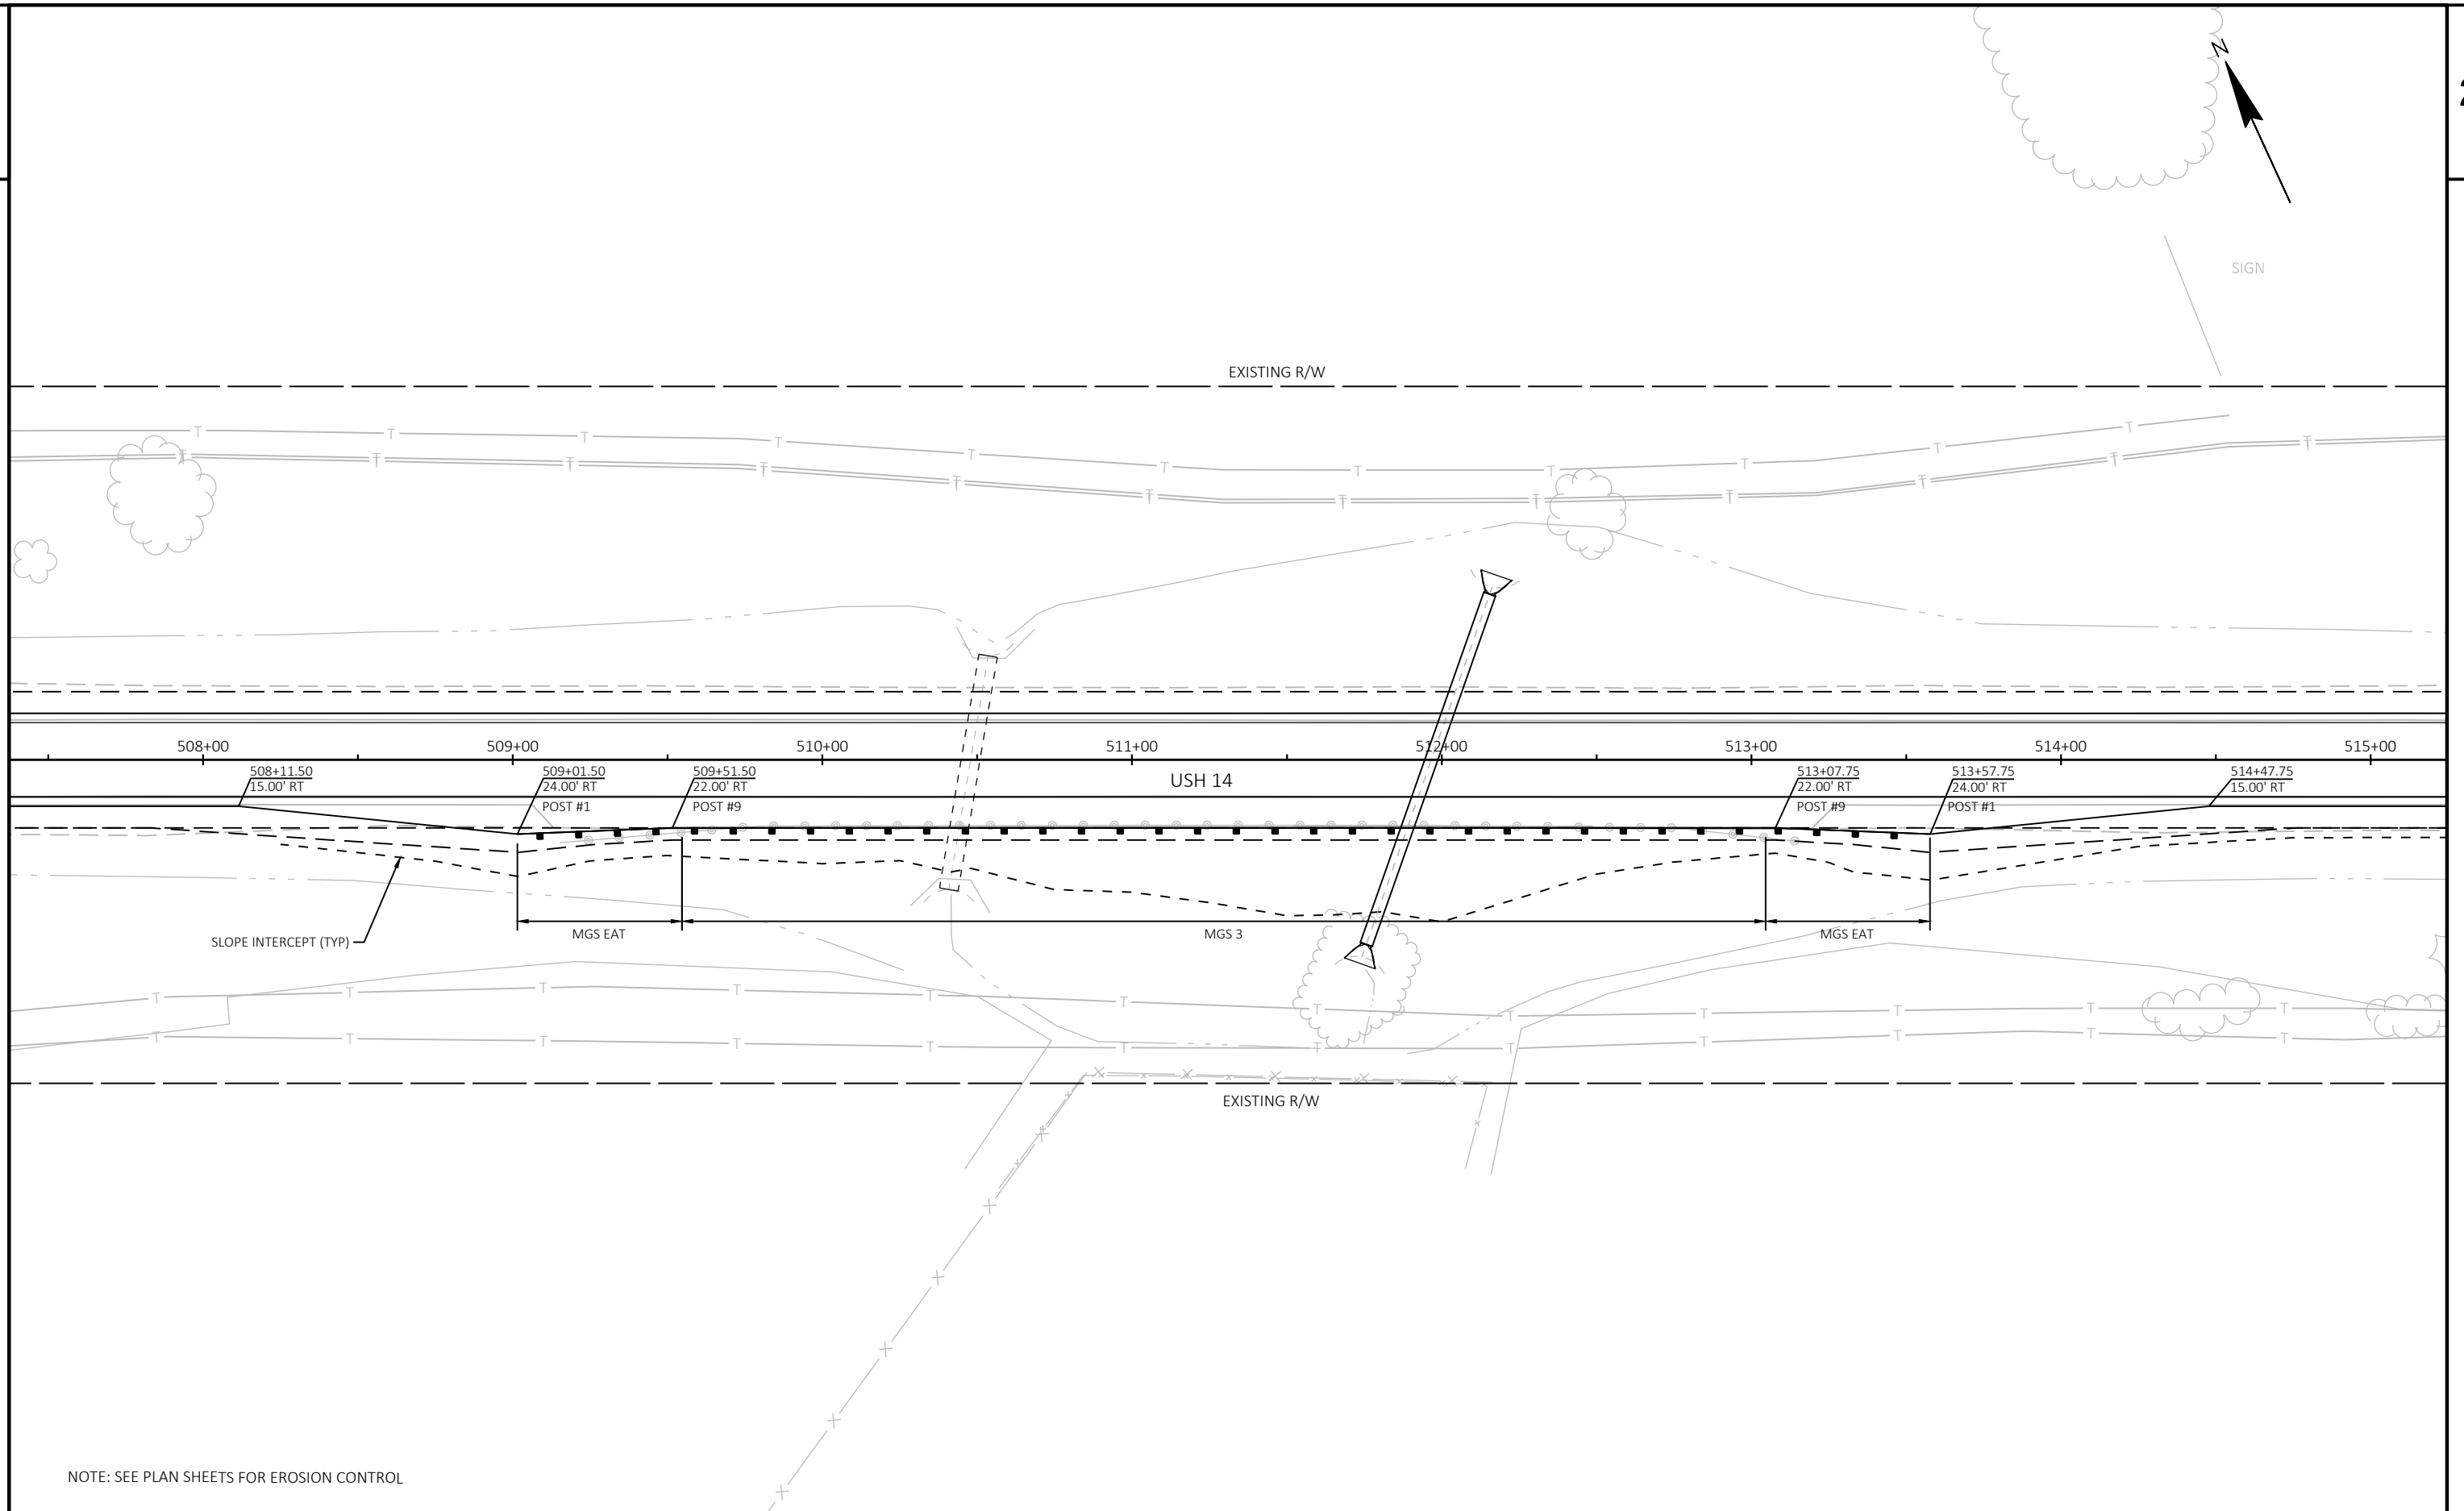 N
SIGN
EXISTING R/W
508+00 509+00 510+00 511+00 512+00 513+00 514+00 515+00
USH 14
508+11.50
15.00' RT
509+01.50
24.00' RT
POST #1
509+51.50
22.00' RT
POST #9
513+07.75
22.00' RT
POST #9
513+57.75
24.00' RT
POST #1
514+47.75
15.00' RT
SLOPE INTERCEPT (TYP)
MGS EAT
MGS 3
MGS EAT
EXISTING R/W
NOTE: SEE PLAN SHEETS FOR EROSION CONTROL